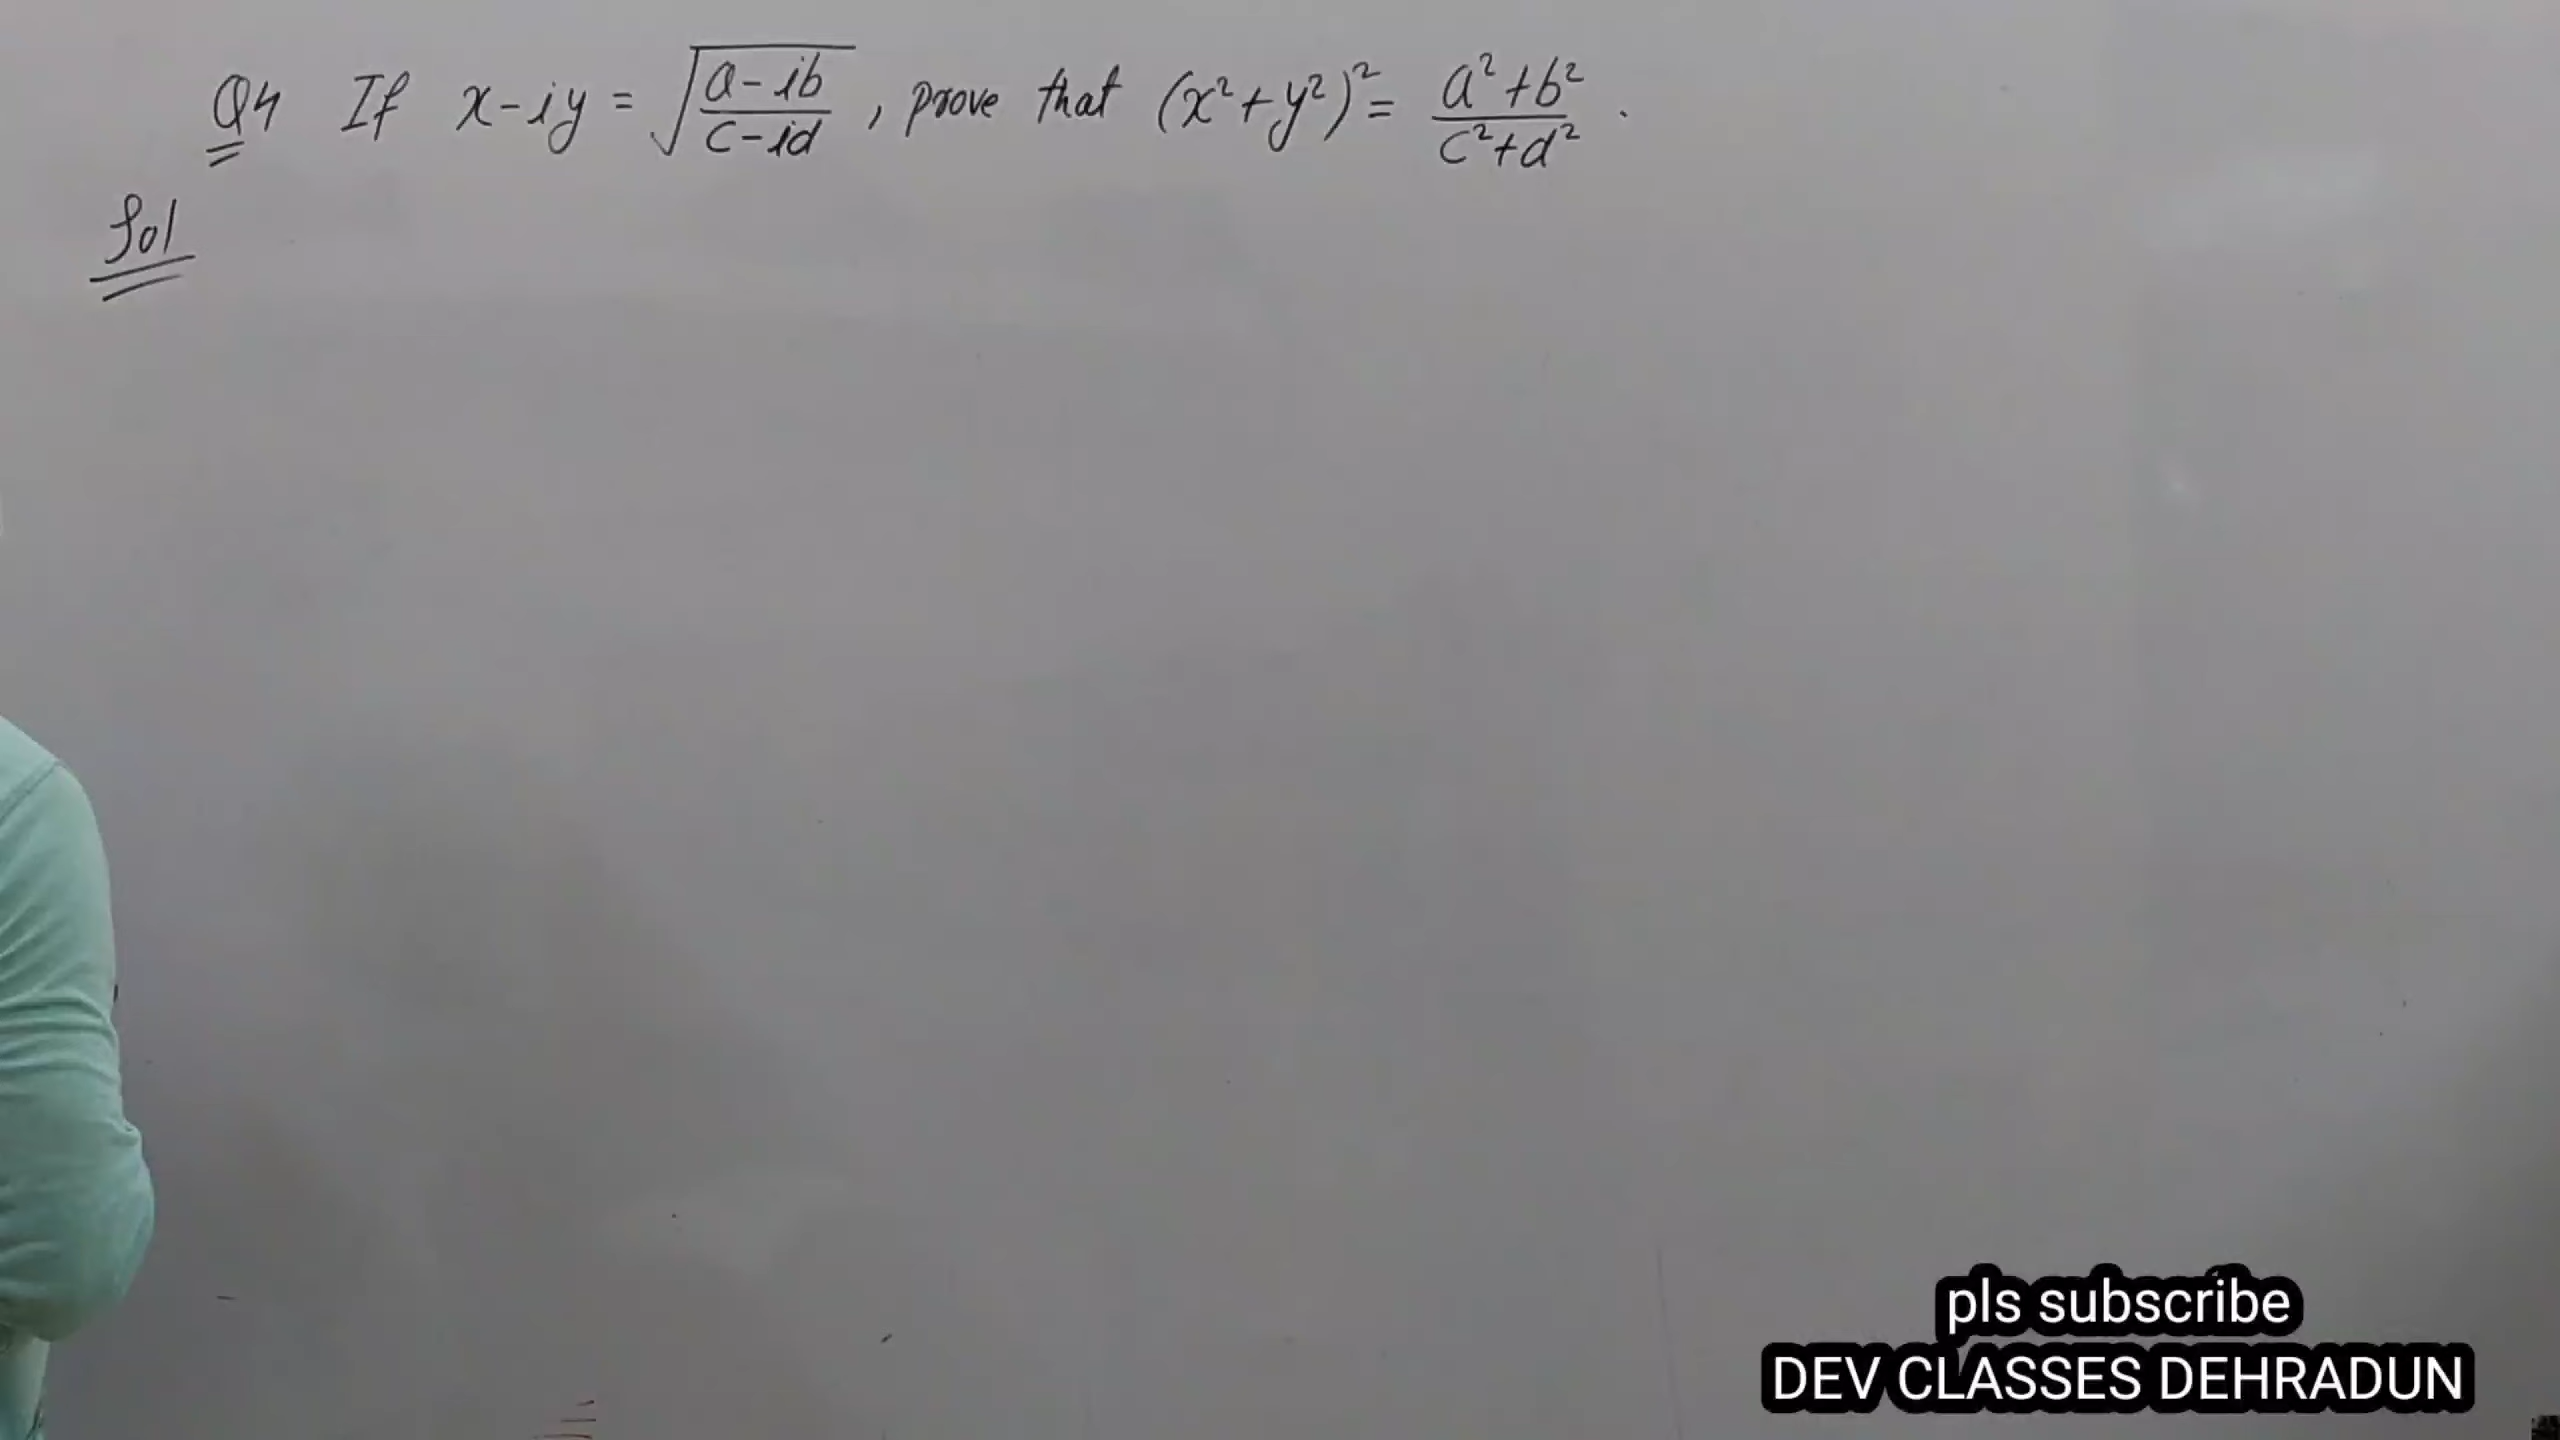 Q4 If x-iy = √((a-ib)/(c-id)), prove that (x²+y²)² = (a²+b²)/(c²+d²).
Sol
pls subscribe
DEV CLASSES DEHRADUN